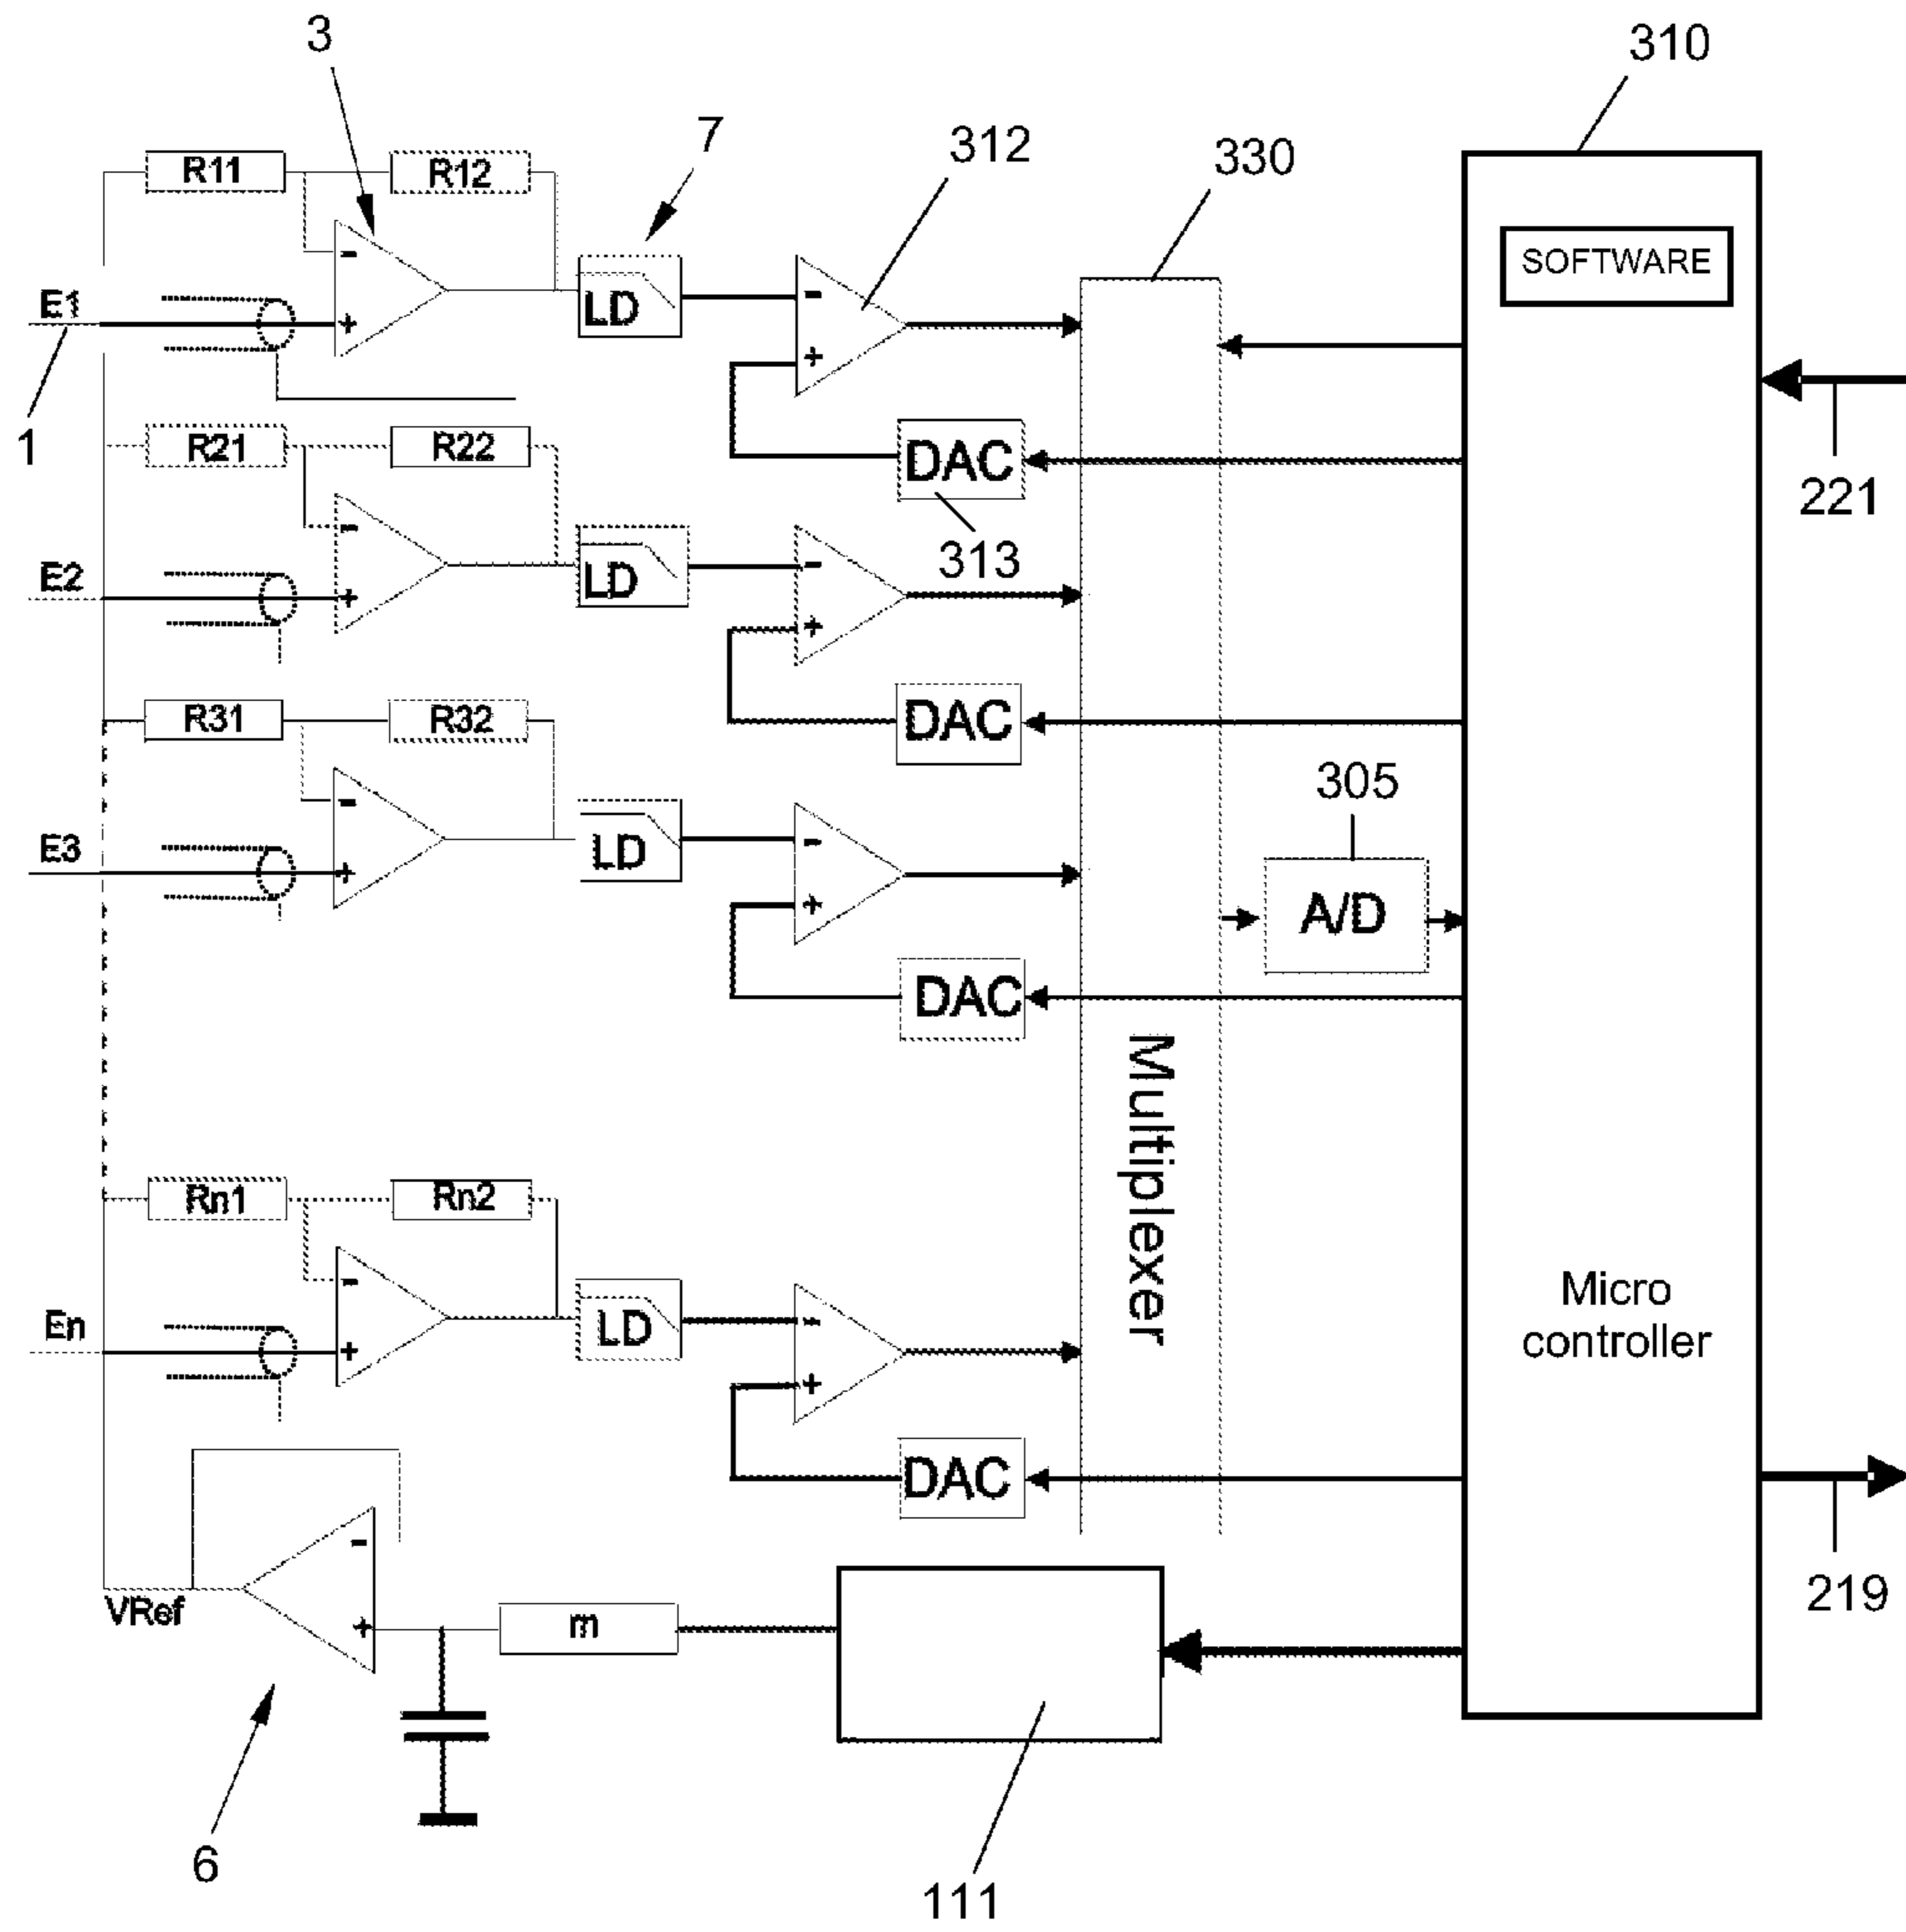 3
310
7
312
330
R11
R12
-
SOFTWARE
E1
LD
-
+
+
1
R21
R22
DAC
221
313
-
E2
LD
-
+
+
R31
R32
DAC
305
-
E3
LD
-
+
+
A/D
DAC
Multiplexer
Rn1
Rn2
-
Micro
controller
En
LD
-
+
+
DAC
-
VRef
+
m
219
6
111